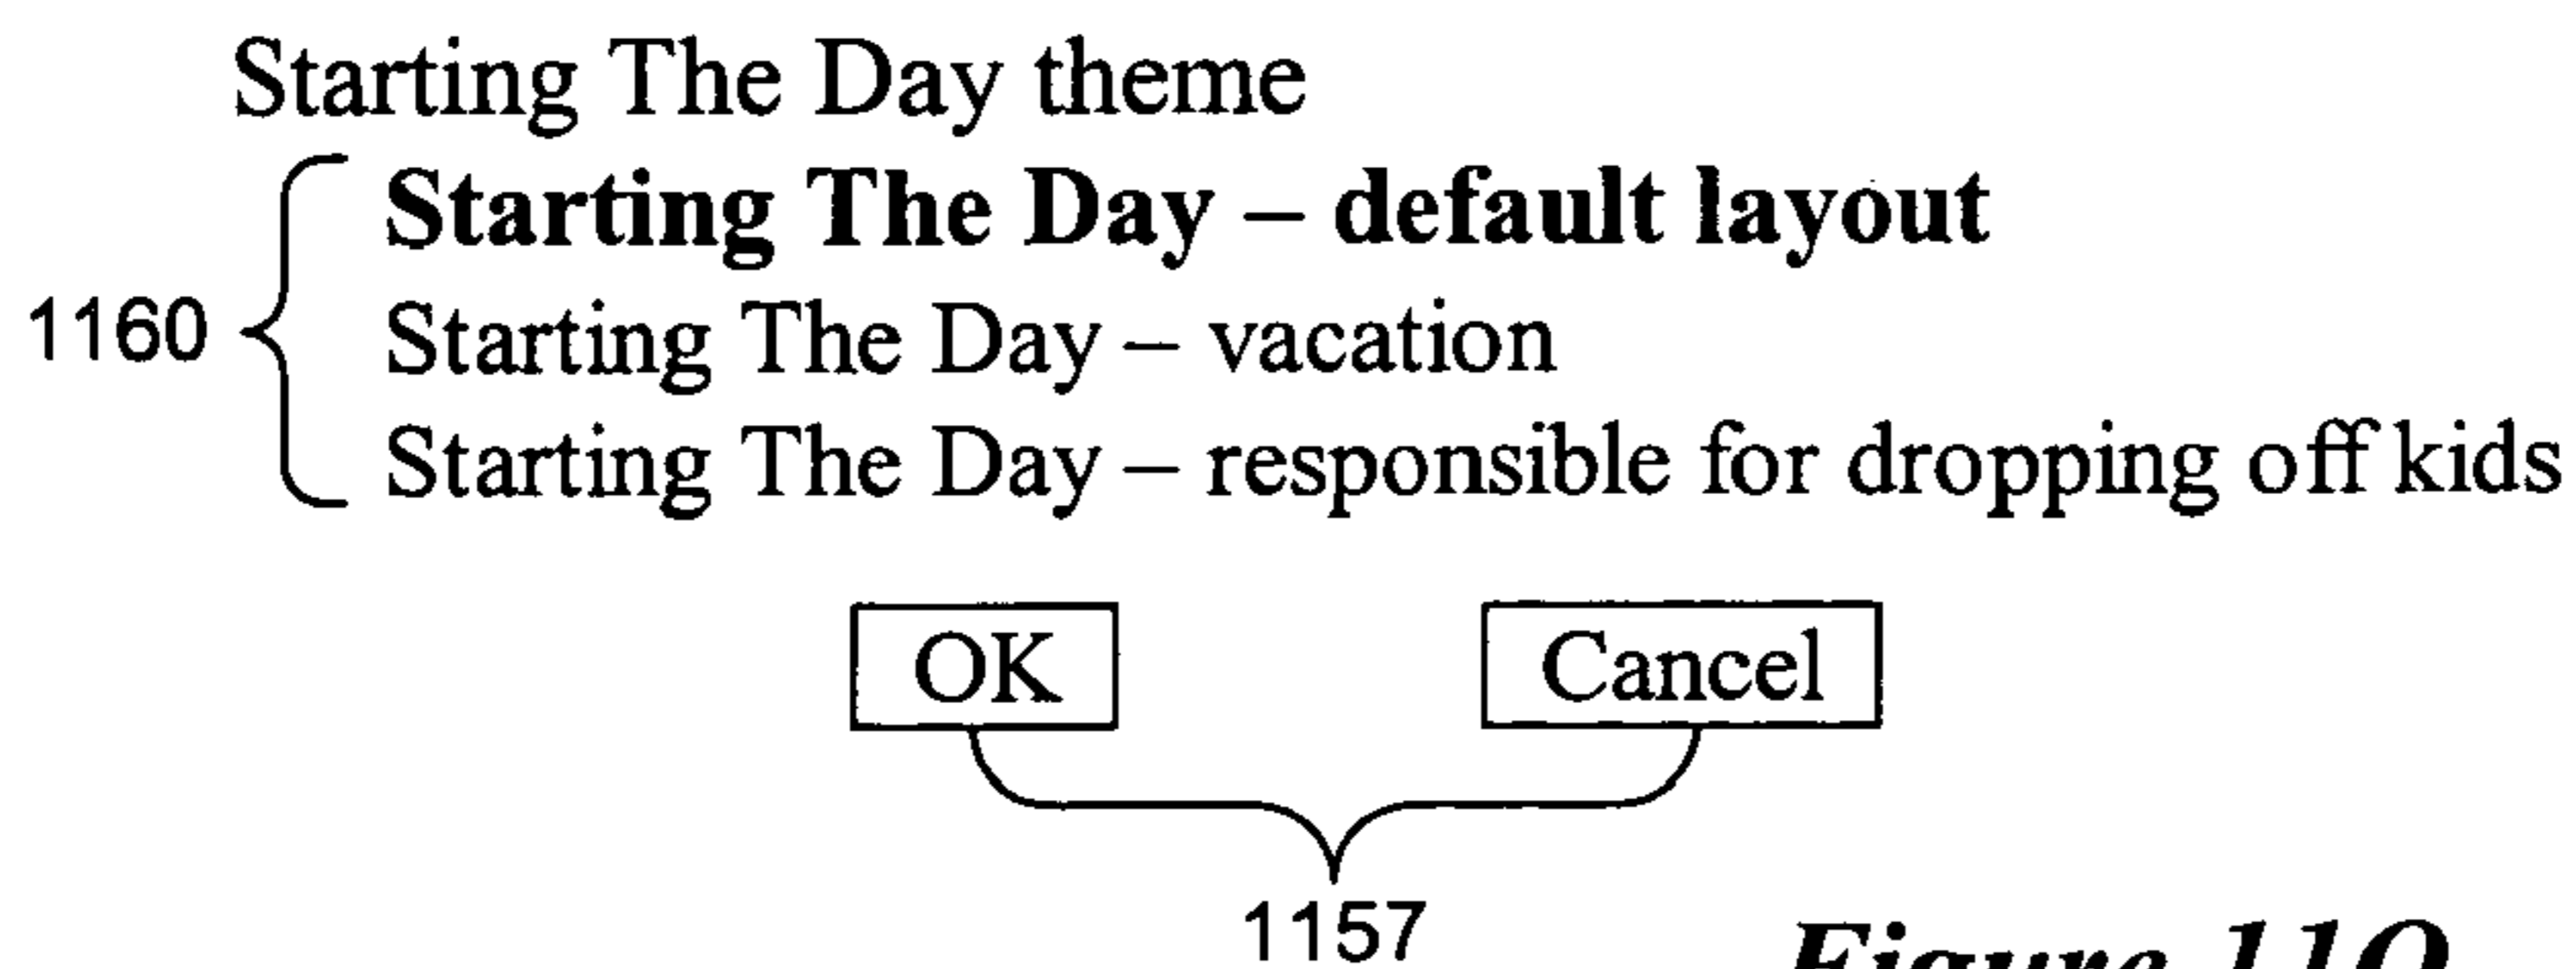 Starting The Day theme
Starting The Day – default layout
1160
Starting The Day – vacation
Starting The Day – responsible for dropping off kids
OK Cancel
1157
Figure